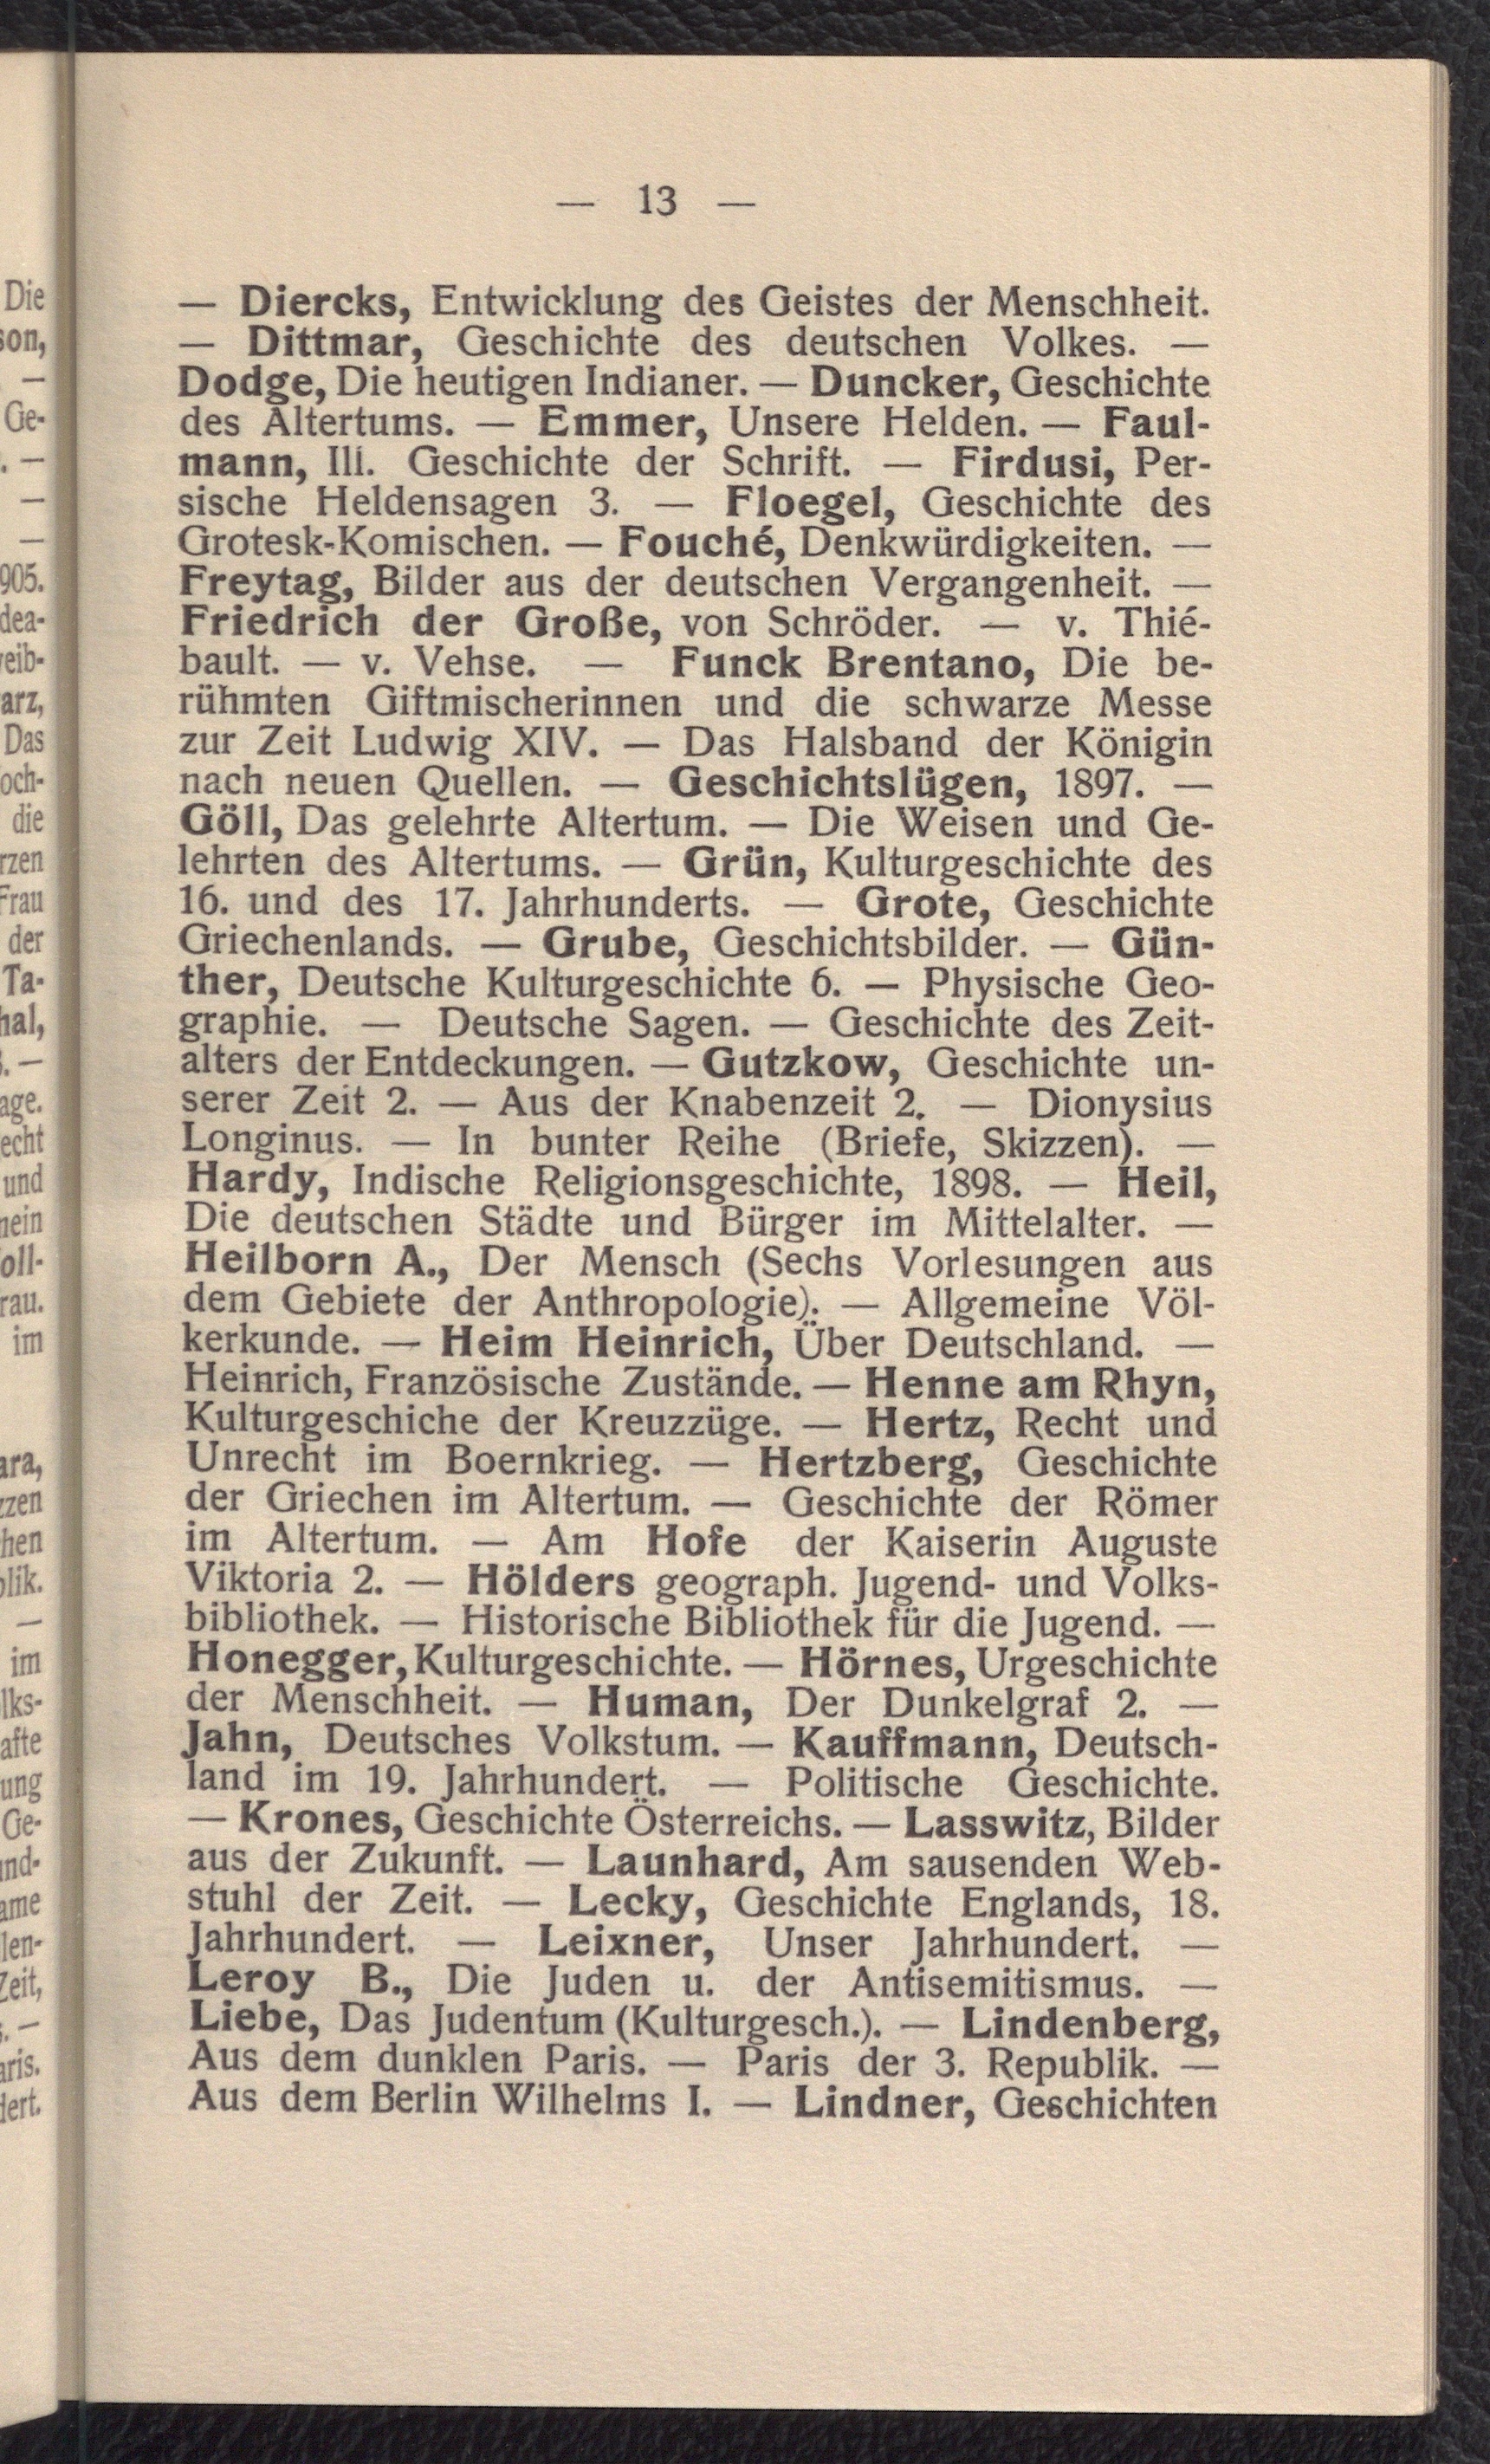 — 13 —
— Diercks, Entwicklung des Geistes der Menschheit.
— Dittmar, Geschichte des deutschen Volkes. —
Dodge, Die heutigen Indianer. — Duncker, Geschichte
des Altertums. — Emmer, Unsere Helden. — Faul-
mann, Ill. Geschichte der Schrift. — Firdusi, Per-
sische Heldensagen 3. — Floegel, Geschichte des
Grotesk-Komischen. — Fouché, Denkwürdigkeiten. —
Freytag, Bilder aus der deutschen Vergangenheit. —
Friedrich der Große, von Schröder. — v. Thié-
bault. — v. Vehse. — Funck Brentano, Die be-
rühmten Giftmischerinnen und die schwarze Messe
zur Zeit Ludwig XIV. — Das Halsband der Königin
nach neuen Quellen. — Geschichtslügen, 1897. —
Göll, Das gelehrte Altertum. — Die Weisen und Ge-
lehrten des Altertums. — Grün, Kulturgeschichte des
16. und des 17. Jahrhunderts. — Grote, Geschichte
Griechenlands. — Grube, Geschichtsbilder. — Gün-
ther, Deutsche Kulturgeschichte 6. — Physische Geo-
graphie. — Deutsche Sagen. — Geschichte des Zeit-
alters der Entdeckungen. — Gutzkow, Geschichte un-
serer Zeit 2. — Aus der Knabenzeit 2. — Dionysius
Longinus. — In bunter Reihe (Briefe, Skizzen). —
Hardy, Indische Religionsgeschichte, 1898. — Heil,
Die deutschen Städte und Bürger im Mittelalter. —
Heilborn A., Der Mensch (Sechs Vorlesungen aus
dem Gebiete der Anthropologie). — Allgemeine Völ-
kerkunde. — Heim Heinrich, Über Deutschland. —
Heinrich, Französische Zustände. — Henne am Rhyn,
Kulturgeschiche der Kreuzzüge. — Hertz, Recht und
Unrecht im Boernkrieg. — Hertzberg, Geschichte
der Griechen im Altertum. — Geschichte der Römer
im Altertum. — Am Hofe der Kaiserin Auguste
Viktoria 2. — Hölders geograph. Jugend- und Volks-
bibliothek. — Historische Bibliothek für die Jugend. —
Honegger, Kulturgeschichte. — Hörnes, Urgeschichte
der Menschheit. — Human, Der Dunkelgraf 2. —
Jahn, Deutsches Volkstum. — Kauffmann, Deutsch-
land im 19. Jahrhundert. — Politische Geschichte.
— Krones, Geschichte Österreichs. — Lasswitz, Bilder
aus der Zukunft. — Launhard, Am sausenden Web-
stuhl der Zeit. — Lecky, Geschichte Englands, 18.
Jahrhundert. — Leixner, Unser Jahrhundert. —
Leroy B., Die Juden u. der Antisemitismus. —
Liebe, Das Judentum (Kulturgesch.). — Lindenberg,
Aus dem dunklen Paris. — Paris der 3. Republik. —
Aus dem Berlin Wilhelms I. — Lindner, Geschichten